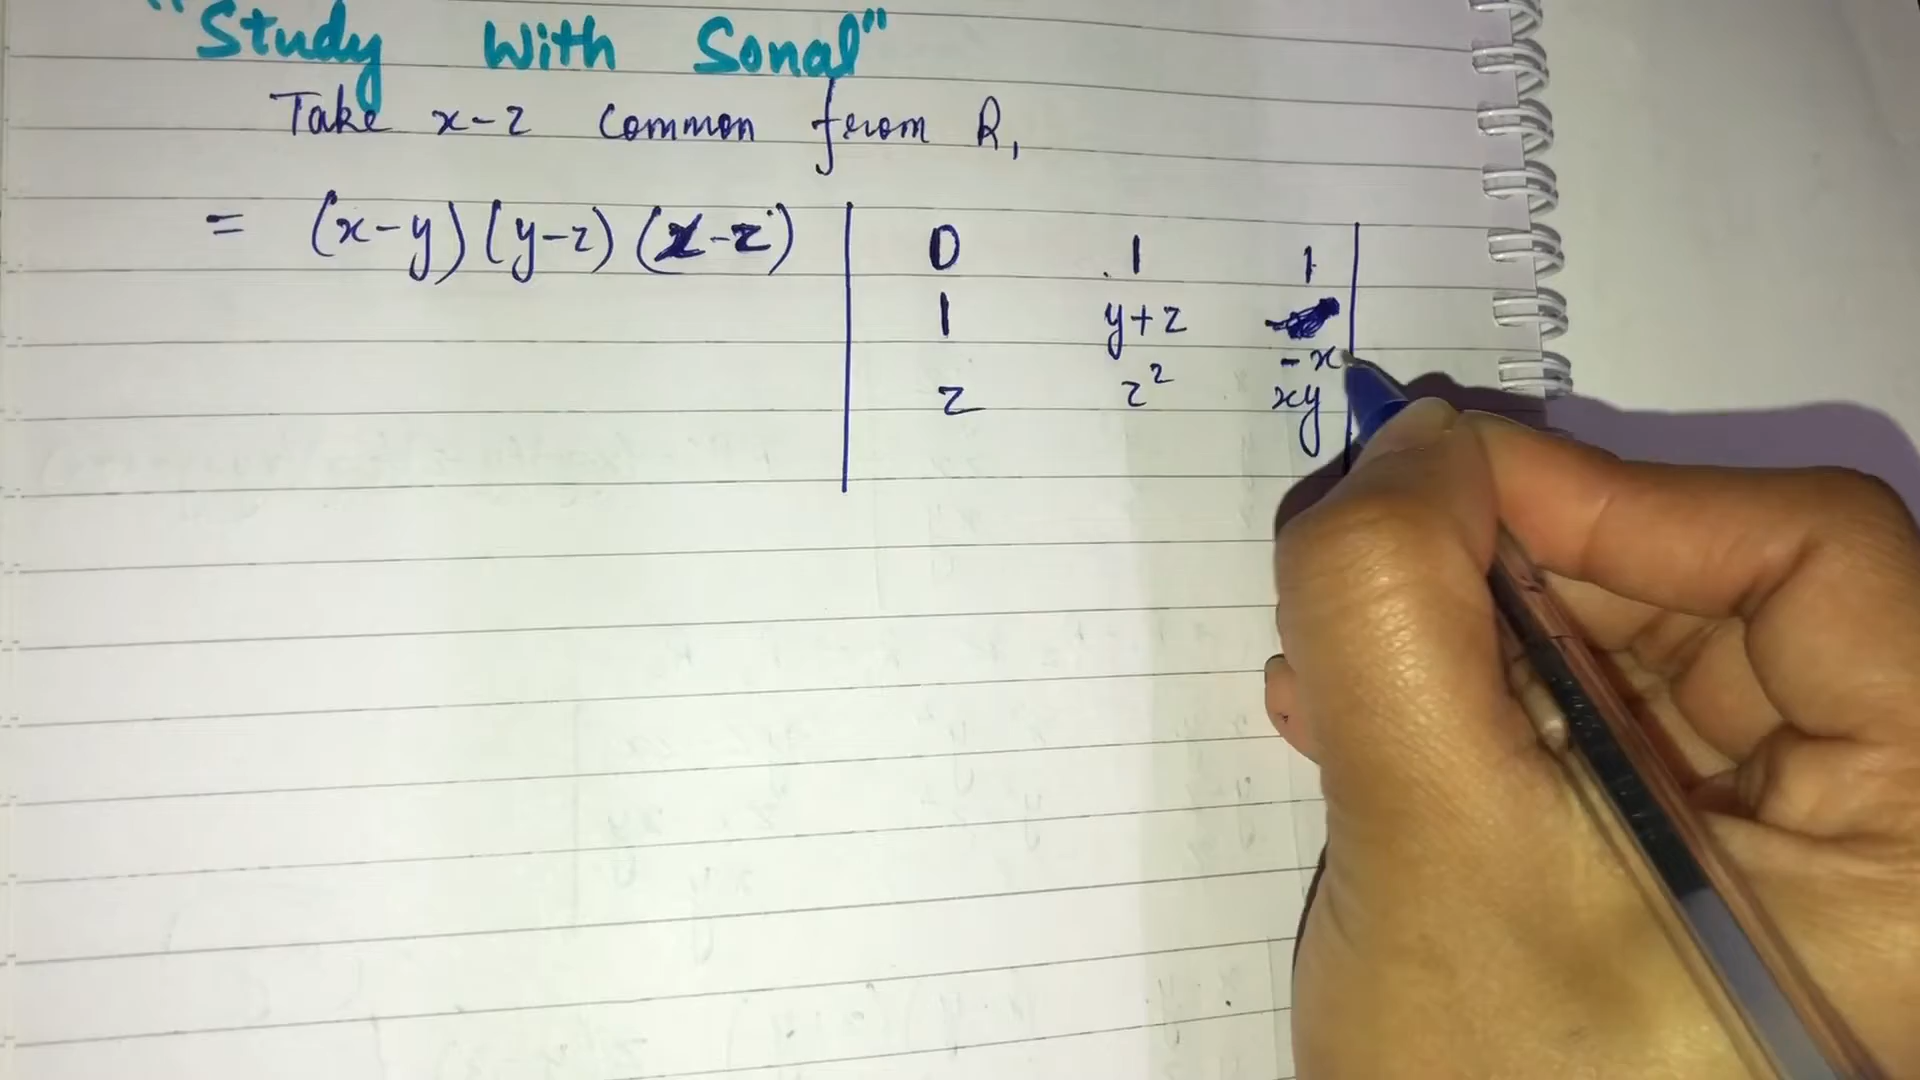 "Study With Sonal"
Take x-z common from R₁
= (x-y) (y-z) (x-z) | 0 1 1 |
1 y+z
-x
z z² xy